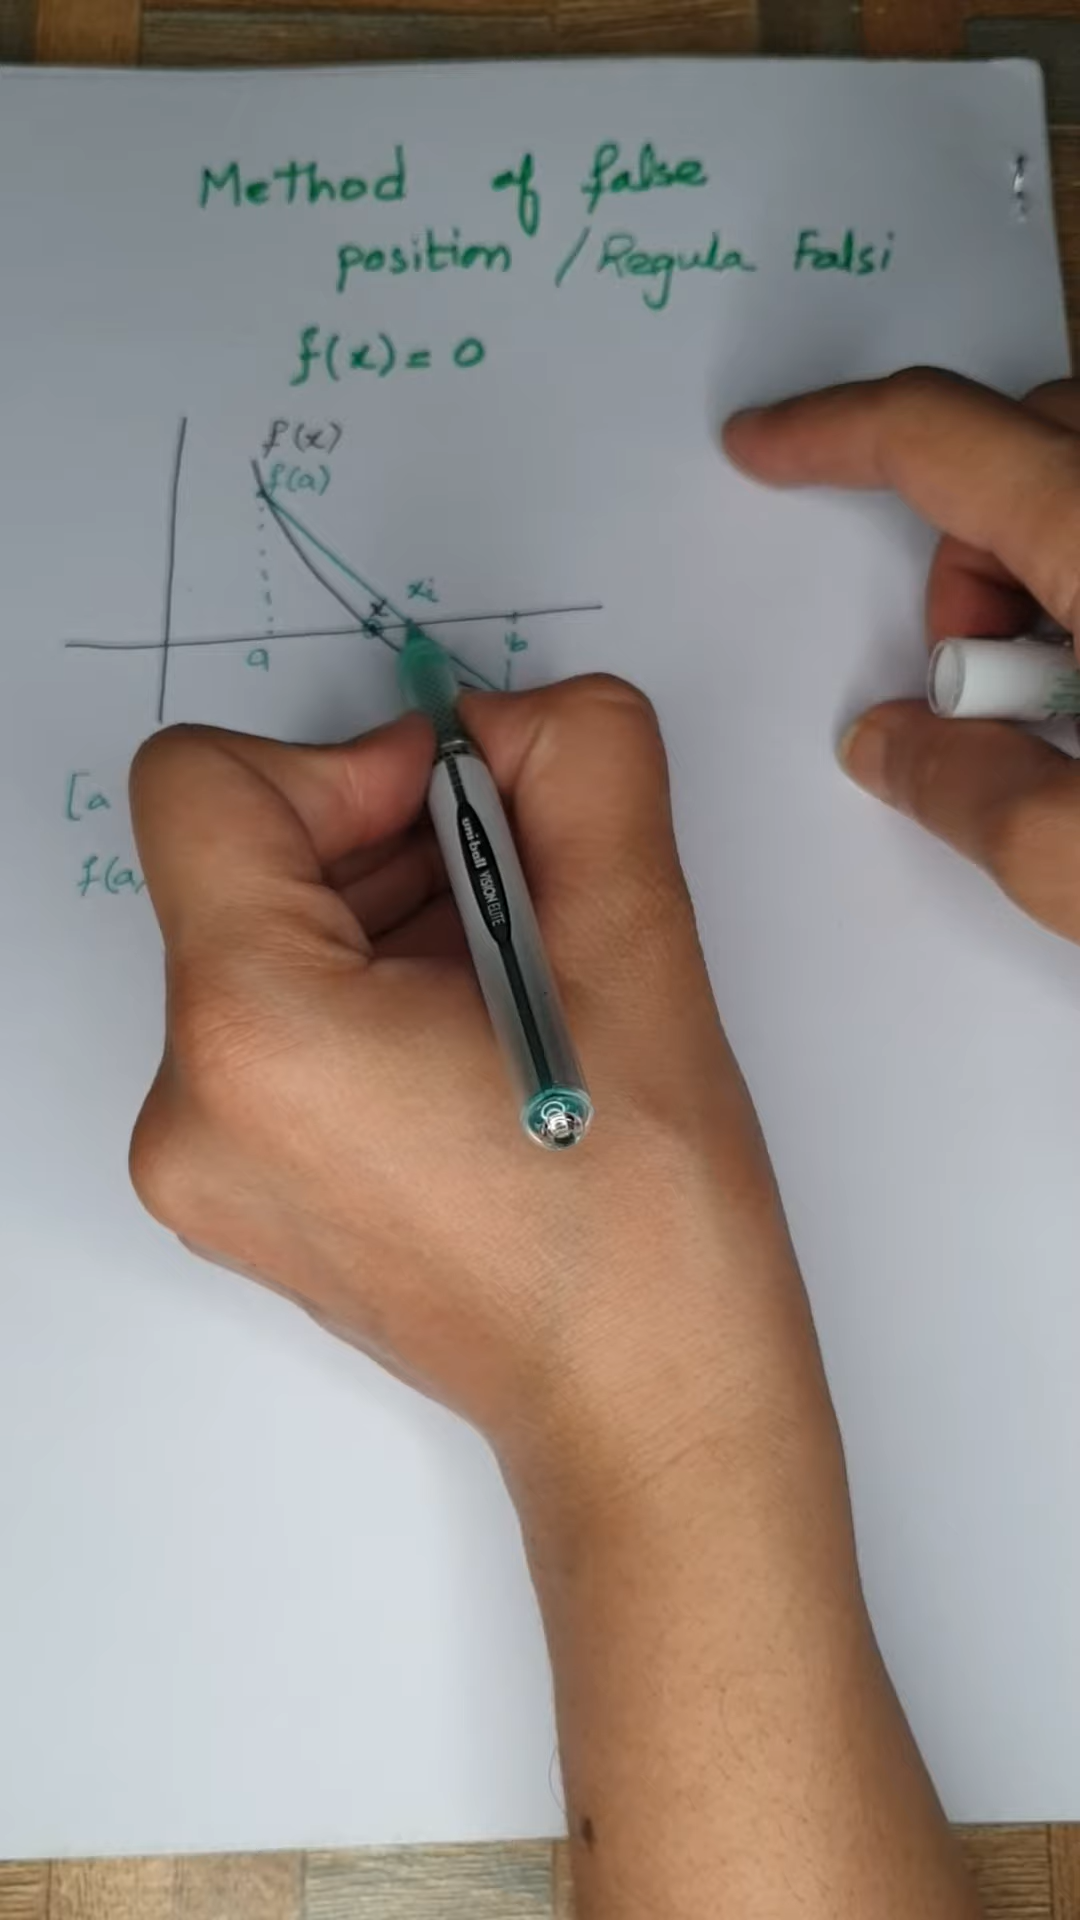 Method of false
position / Regula Falsi
f(x) = 0
f(x)
f(a)
x
xi
a
b
[a
f(a)
uni-ball VISION ELITE